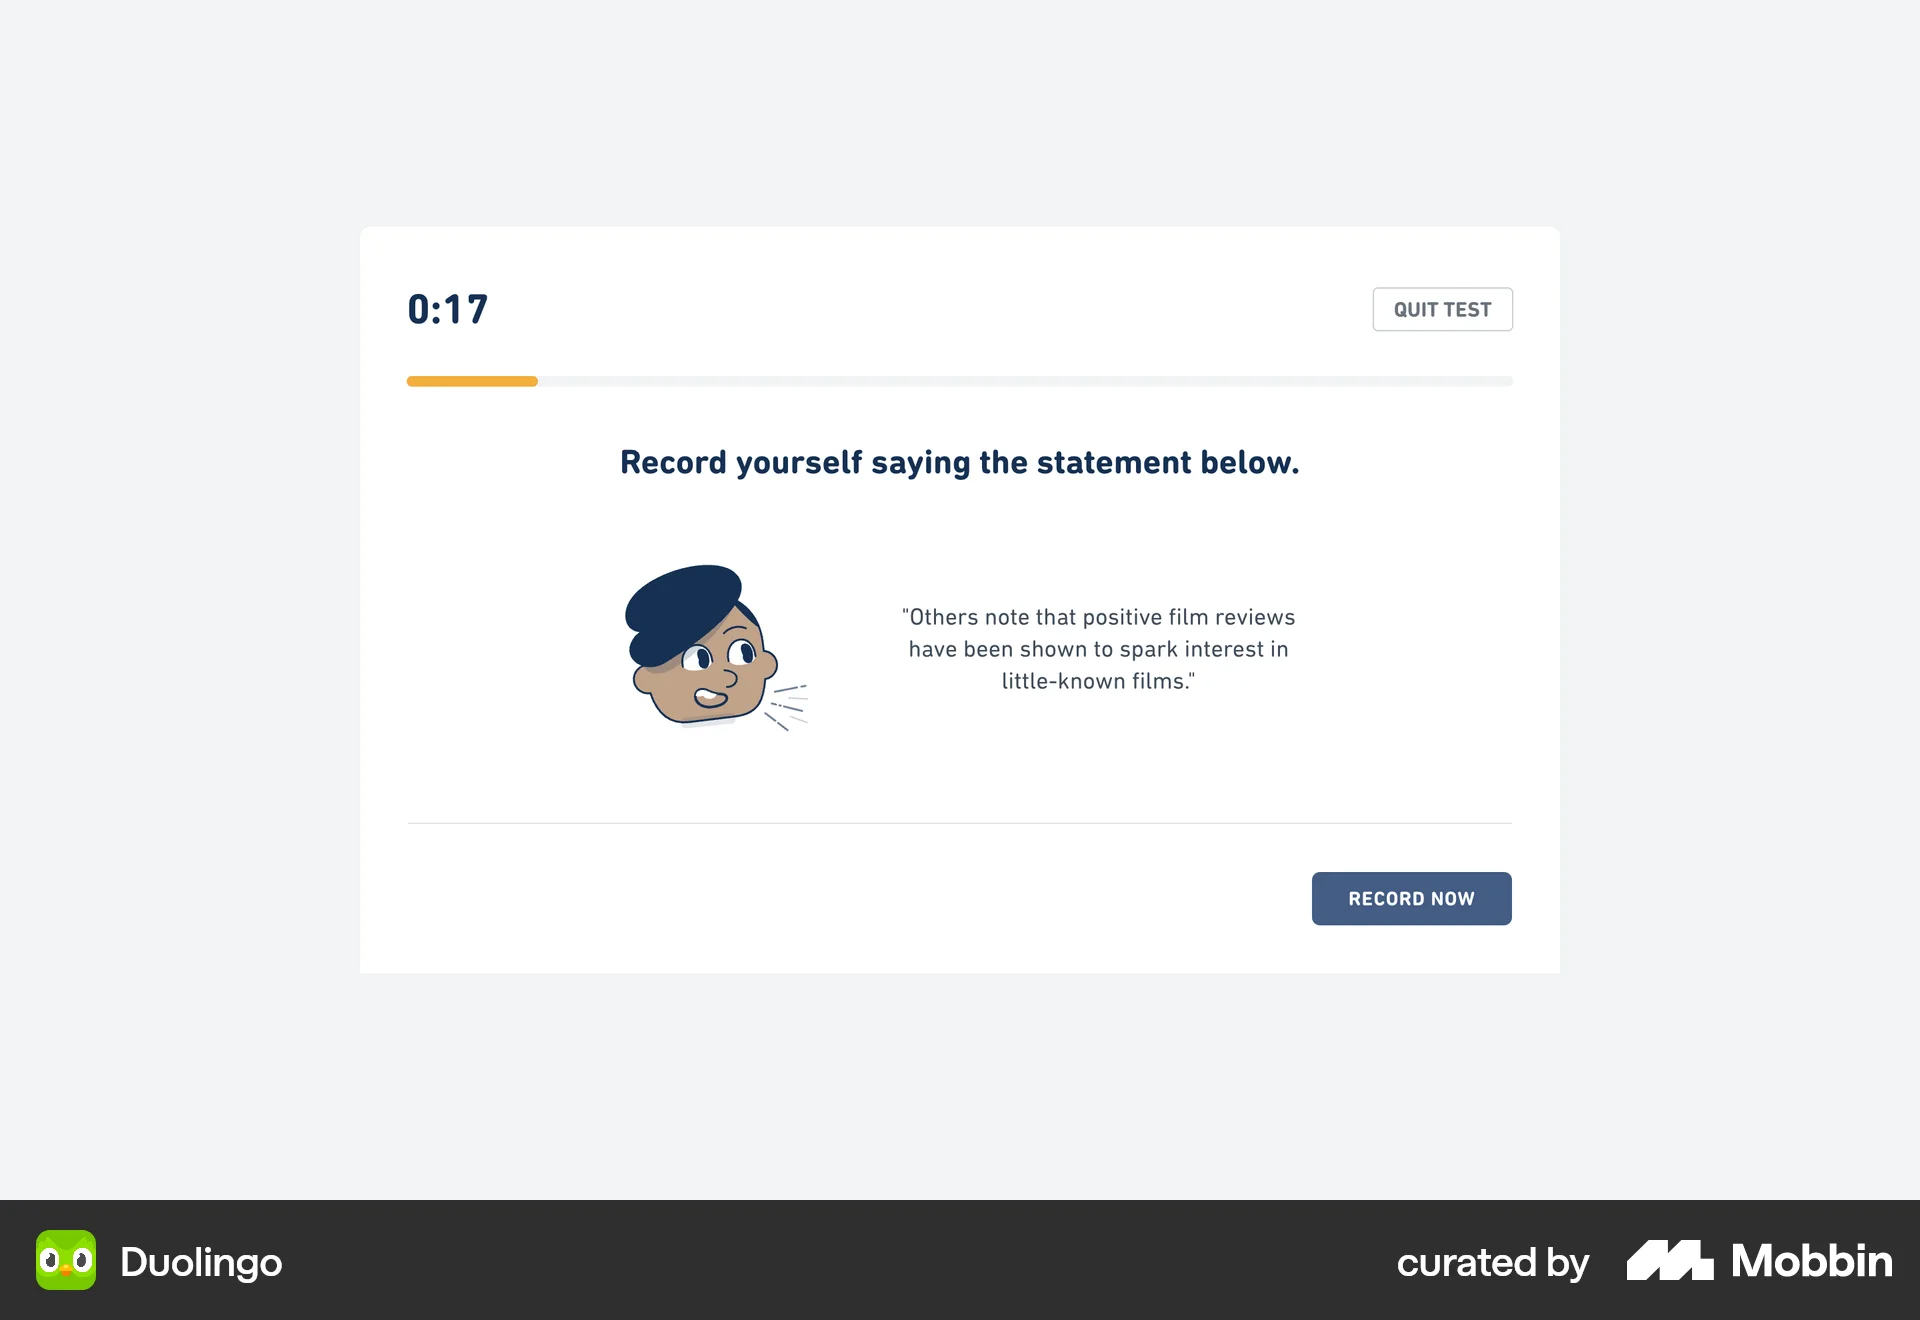 0:17
QUIT TEST
Record yourself saying the statement below.
"Others note that positive film reviews
have been shown to spark interest in
little-known films."
RECORD NOW
Duolingo
curated by Mobbin